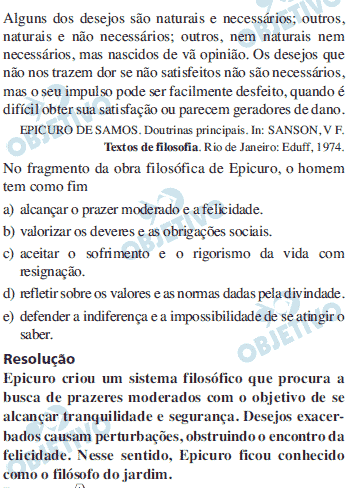 Alguns dos desejos são naturais e necessários; outros,
naturais e não necessários; outros, nem naturais nem
necessários, mas nascidos de vã opinião. Os desejos que
não nos trazem dor se não satisfeitos não são necessários,
mas o seu impulso pode ser facilmente desfeito, quando é
difícil obter sua satisfação ou parecem geradores de dano.
EPICURO DE SAMOS. Doutrinas principais. In: SANSON, V F.
Textos de filosofia. Rio de Janeiro: Eduff, 1974.
No fragmento da obra filosófica de Epicuro, o homem
tem como fim
a) alcançar o prazer moderado e a felicidade.
b) valorizar os deveres e as obrigações sociais.
c) aceitar o sofrimento e o rigorismo da vida com
resignação.
d) refletir sobre os valores e as normas dadas pela divindade.
e) defender a indiferença e a impossibilidade de se atingir o
saber.
Resolução
Epicuro criou um sistema filosófico que procura a
busca de prazeres moderados com o objetivo de se
alcançar tranquilidade e segurança. Desejos exacer-
bados causam perturbações, obstruindo o encontro da
felicidade. Nesse sentido, Epicuro ficou conhecido
como o filósofo do jardim.
OBJETIVO
OBJETIVO
OBJETIVO
OBJETIVO
OBJETIVO